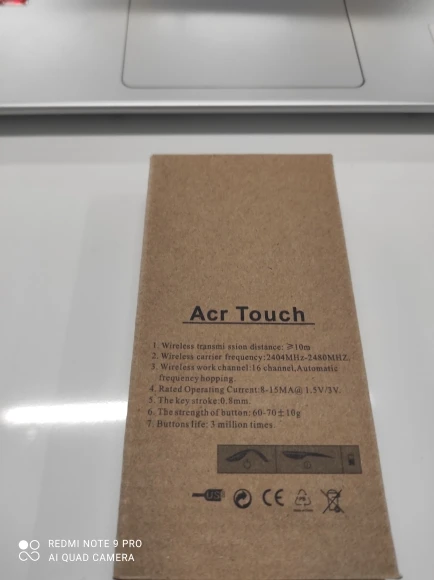 Acr Touch
1. Wireless transmi ssion distance: ≥10m
2. Wireless carrier frequency:2404MHz-2480MHZ.
3. Wireless work channel:16 channel,Automatic
frequency hopping.
4. Rated Operating Current:8-15MA@ 1.5V/3V.
5. The key stroke:0.8mm.
6. The strength of button: 60-70±10g
7. Buttons life: 3 million times
CE
REDMI NOTE 9 PRO
AI QUAD CAMERA